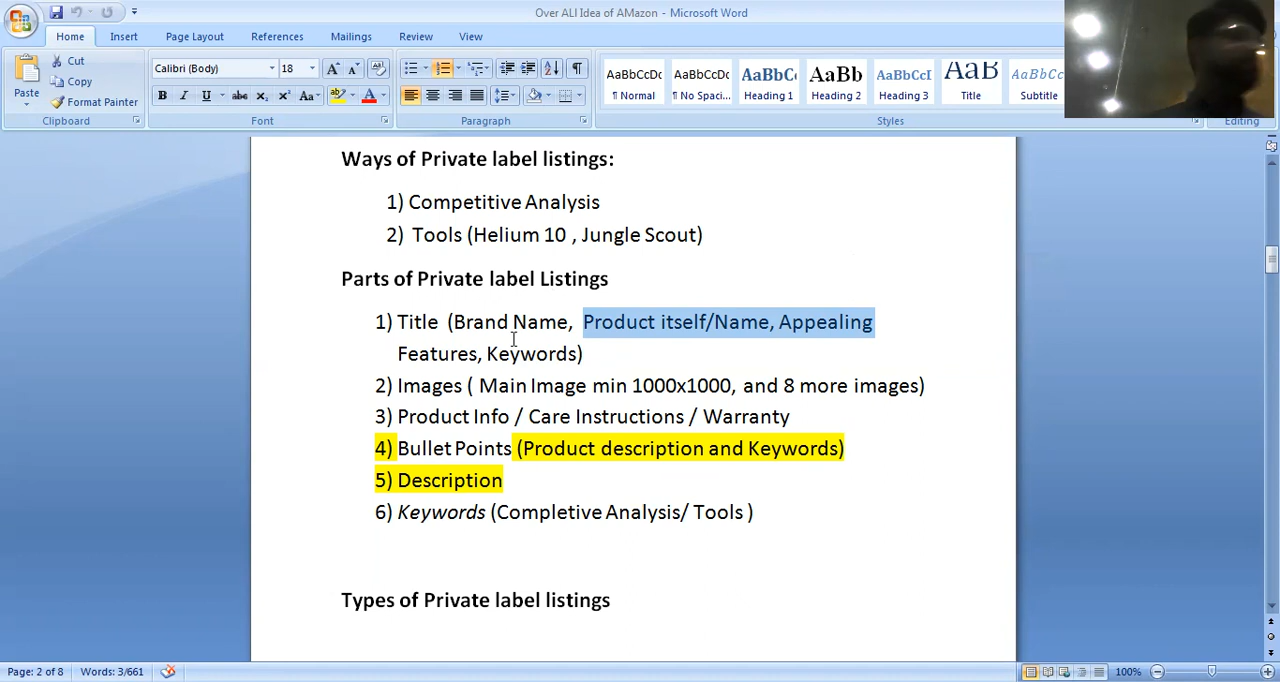 Over ALI Idea of AMazon - Microsoft Word
Home Insert Page Layout References Mailings Review View
Paste
Cut
Copy
Format Painter
Calibri (Body) 18
AaBbCcDc AaBbCcDc AaBbC AaBb AaBbCcI AaB AaBbCcD
¶ Normal ¶ No Spaci... Heading 1 Heading 2 Heading 3 Title Subtitle
Clipboard Font Paragraph Styles Editing
Ways of Private label listings:
1) Competitive Analysis
2) Tools (Helium 10 , Jungle Scout)
Parts of Private label Listings
1) Title (Brand Name, Product itself/Name, Appealing
Features, Keywords)
2) Images ( Main Image min 1000x1000, and 8 more images)
3) Product Info / Care Instructions / Warranty
4) Bullet Points (Product description and Keywords)
5) Description
6) Keywords (Completive Analysis/ Tools )
Types of Private label listings
Page: 2 of 8 Words: 3/661 100%